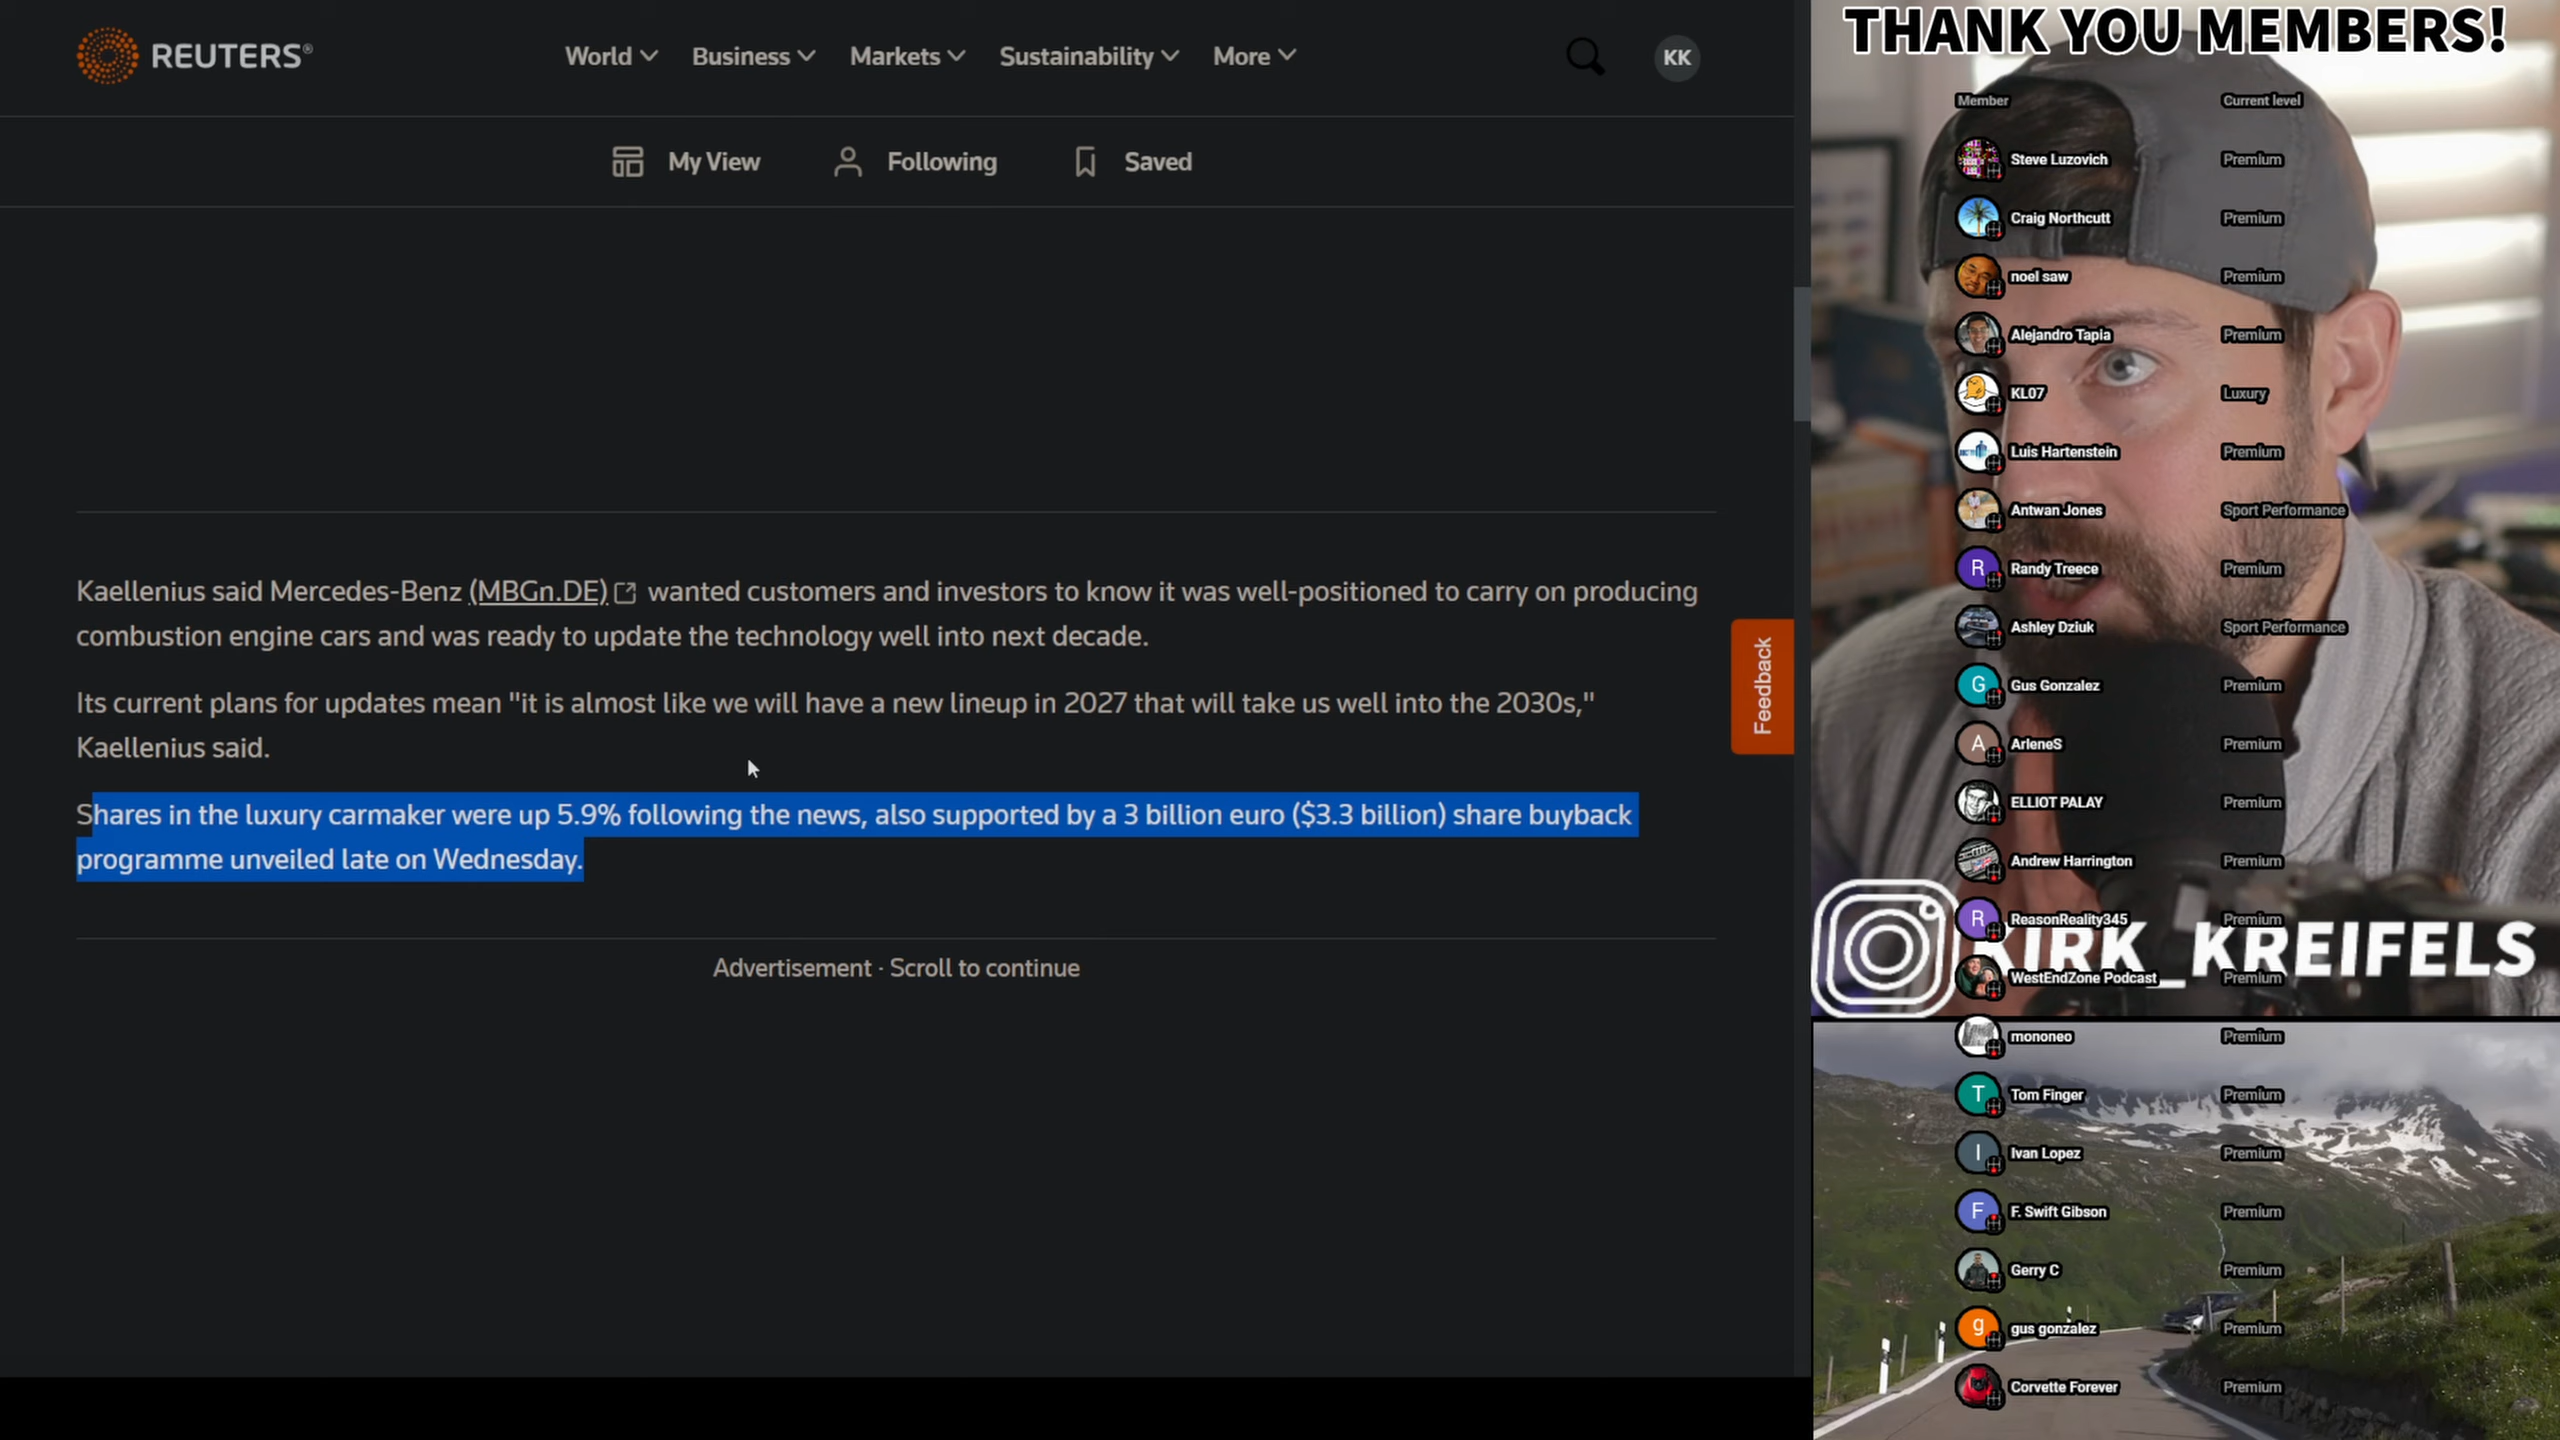 REUTERS®
World
Business
Markets
Sustainability
More
KK
My View
Following
Saved
Kaellenius said Mercedes-Benz (MBGn.DE) wanted customers and investors to know it was well-positioned to carry on producing
combustion engine cars and was ready to update the technology well into next decade.
Its current plans for updates mean "it is almost like we will have a new lineup in 2027 that will take us well into the 2030s,"
Kaellenius said.
Shares in the luxury carmaker were up 5.9% following the news, also supported by a 3 billion euro ($3.3 billion) share buyback
programme unveiled late on Wednesday.
Advertisement · Scroll to continue
Feedback
THANK YOU MEMBERS!
Member Current level
Steve Luzovich Premium
Craig Northcutt Premium
noel saw Premium
Alejandro Tapia Premium
KL07 Luxury
Luis Hartenstein Premium
Antwan Jones Sport Performance
R Randy Treece Premium
Ashley Dziuk Sport Performance
G Gus Gonzalez Premium
A ArleneS Premium
ELLIOT PALAY Premium
Andrew Harrington Premium
R ReasonReality345 Premium
KIRK_KREIFELS
WestEndZone Podcast Premium
mononeo Premium
T Tom Finger Premium
I Ivan Lopez Premium
F F. Swift Gibson Premium
Gerry C Premium
g gus gonzalez Premium
Corvette Forever Premium